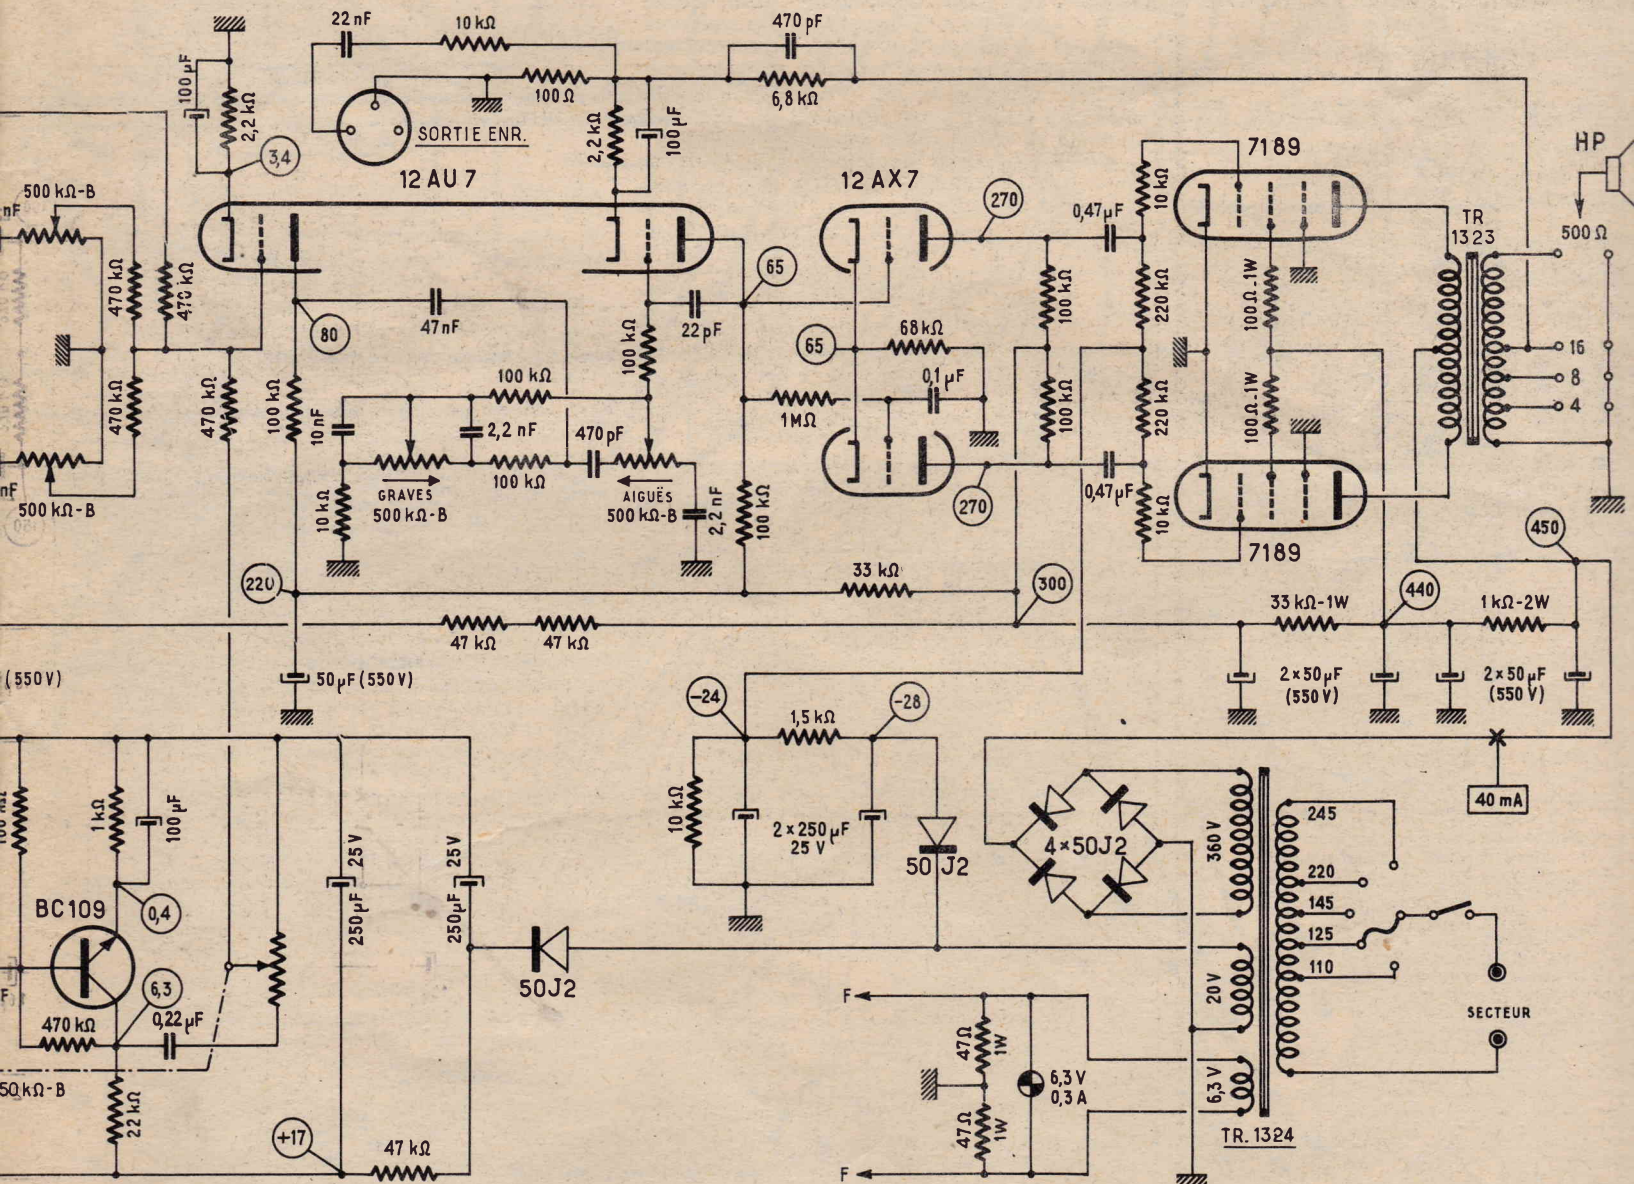 22 nF
10 kΩ
470 pF
100 µF
2,2 kΩ
100 Ω
6,8 kΩ
SORTIE ENR.
2,2 kΩ
100 µF
3,4
12 AU 7
12 AX 7
7189
HP
500 kΩ-B
nF
270
0,47 µF
10 kΩ
TR
1323
500 Ω
470 kΩ
470 kΩ
65
80
47 nF
22 pF
100 kΩ
220 kΩ
100 Ω-1W
65
68 kΩ
16
8
4
470 kΩ
470 kΩ
100 kΩ
10 nF
100 kΩ
2,2 nF
100 kΩ
470 pF
100 kΩ
1 MΩ
0,1 µF
100 kΩ
220 kΩ
100 Ω-1W
nF
500 kΩ-B
10 kΩ
GRAVES
500 kΩ-B
AIGUËS
500 kΩ-B
2,2 nF
100 kΩ
270
0,47 µF
10 kΩ
7189
450
220
33 kΩ
300
33 kΩ-1W
440
1 kΩ-2W
47 kΩ
47 kΩ
(550 V)
50 µF (550 V)
2×50 µF
(550 V)
2×50 µF
(550 V)
-24
1,5 kΩ
-28
40 mA
1 kΩ
100 µF
25 V
250 µF
25 V
250 µF
10 kΩ
2×250 µF
25 V
50 J2
4×50J2
360 V
245
220
145
125
110
BC109
0,4
50J2
20 V
6,3
470 kΩ
0,22 µF
F
F
47 Ω
1W
6,3 V
0,3 A
6,3 V
SECTEUR
50 kΩ-B
22 kΩ
+17
47 kΩ
47 Ω
1W
F
TR. 1324